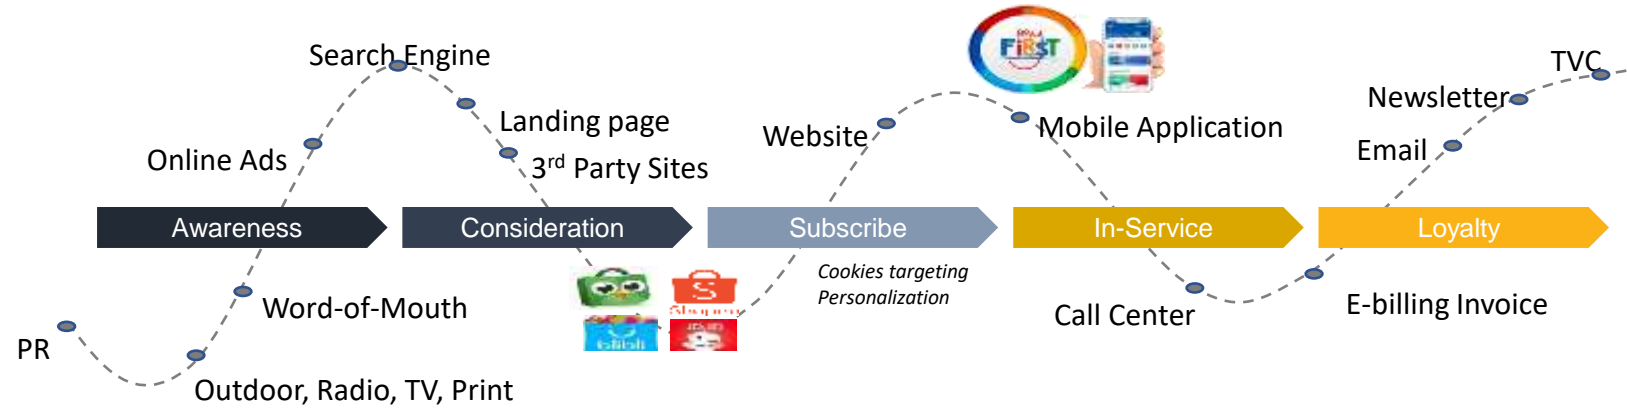 Search Engine
FiRST
TVC
Newsletter
Landing page
Website
Mobile Application
Online Ads
3rd Party Sites
Email
Awareness
Consideration
Subscribe
In-Service
Loyalty
Cookies targeting
Personalization
Word-of-Mouth
Call Center
E-billing Invoice
PR
Outdoor, Radio, TV, Print